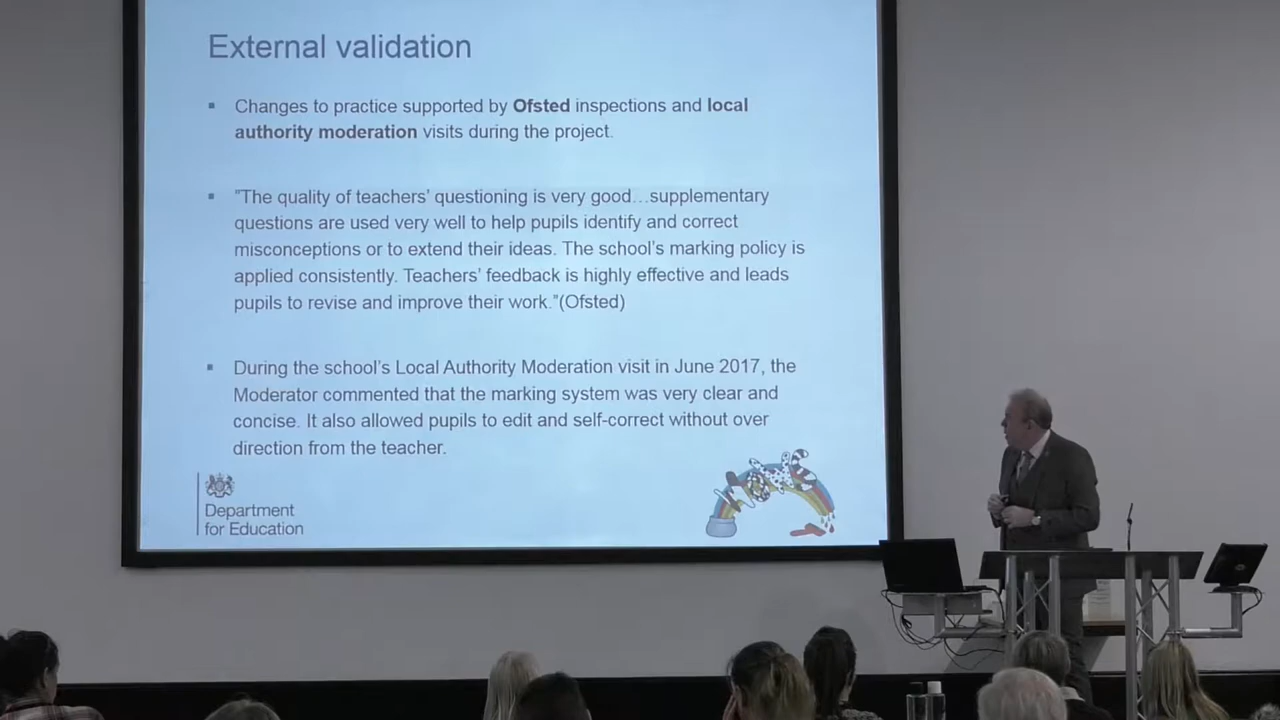 External validation
▪ Changes to practice supported by Ofsted inspections and local
authority moderation visits during the project.
▪ "The quality of teachers' questioning is very good…supplementary
questions are used very well to help pupils identify and correct
misconceptions or to extend their ideas. The school's marking policy is
applied consistently. Teachers' feedback is highly effective and leads
pupils to revise and improve their work."(Ofsted)
▪ During the school's Local Authority Moderation visit in June 2017, the
Moderator commented that the marking system was very clear and
concise. It also allowed pupils to edit and self-correct without over
direction from the teacher.
Department
for Education